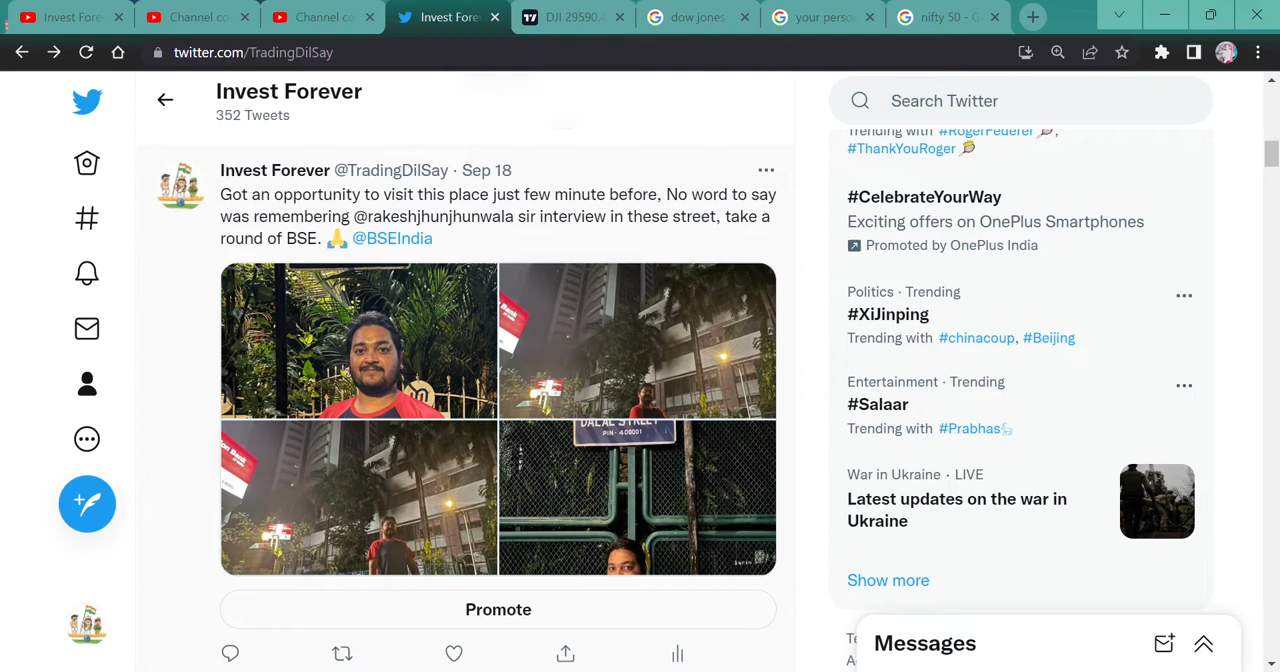 Invest Fore
Channel co
Channel co
Invest Fore
DJI 29590.
dow jones
your perso
nifty 50 - G
twitter.com/TradingDilSay
Invest Forever
352 Tweets
Search Twitter
Invest Forever @TradingDilSay · Sep 18
Got an opportunity to visit this place just few minute before, No word to say
was remembering @rakeshjhunjhunwala sir interview in these street, take a
round of BSE. 🙏 @BSEIndia
DALAL STREET
PIN - 400001
Promote
Trending with #RogerFederer,
#ThankYouRoger
#CelebrateYourWay
Exciting offers on OnePlus Smartphones
Promoted by OnePlus India
Politics · Trending
#XiJinping
Trending with #chinacoup, #Beijing
Entertainment · Trending
#Salaar
Trending with #Prabhas
War in Ukraine · LIVE
Latest updates on the war in
Ukraine
Show more
Messages